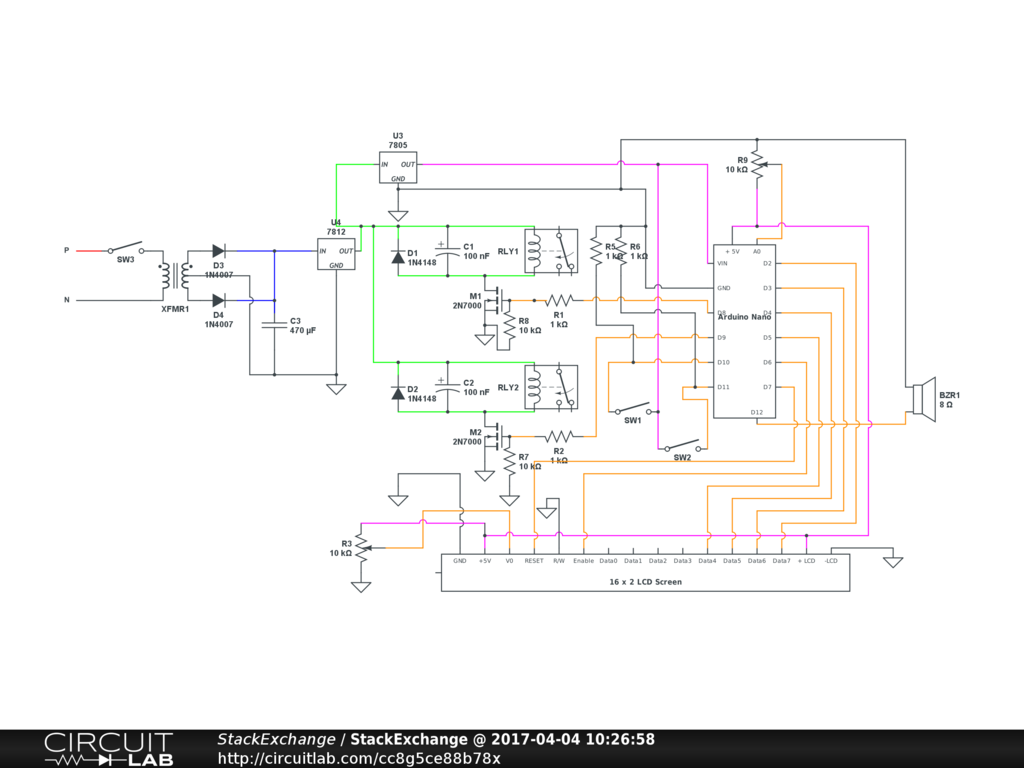 U3
7805
IN
OUT
GND
R9
10 kΩ
U4
7812
IN
OUT
GND
P
SW3
N
XFMR1
D3
1N4007
D4
1N4007
C3
470 µF
D1
1N4148
C1
100 nF
RLY1
R5
1 kΩ
R6
1 kΩ
M1
2N7000
R8
10 kΩ
R1
1 kΩ
+ 5V
A0
VIN
D2
GND
D3
D8
D4
Arduino Nano
D9
D5
D10
D6
D11
D7
D12
BZR1
8 Ω
D2
1N4148
C2
100 nF
RLY2
SW1
SW2
M2
2N7000
R7
10 kΩ
R2
1 kΩ
R3
10 kΩ
GND
+5V
V0
RESET
R/W
Enable
Data0
Data1
Data2
Data3
Data4
Data5
Data6
Data7
+ LCD
-LCD
16 x 2 LCD Screen
CIRCUIT
LAB
StackExchange / StackExchange @ 2017-04-04 10:26:58
http://circuitlab.com/cc8g5ce88b78x